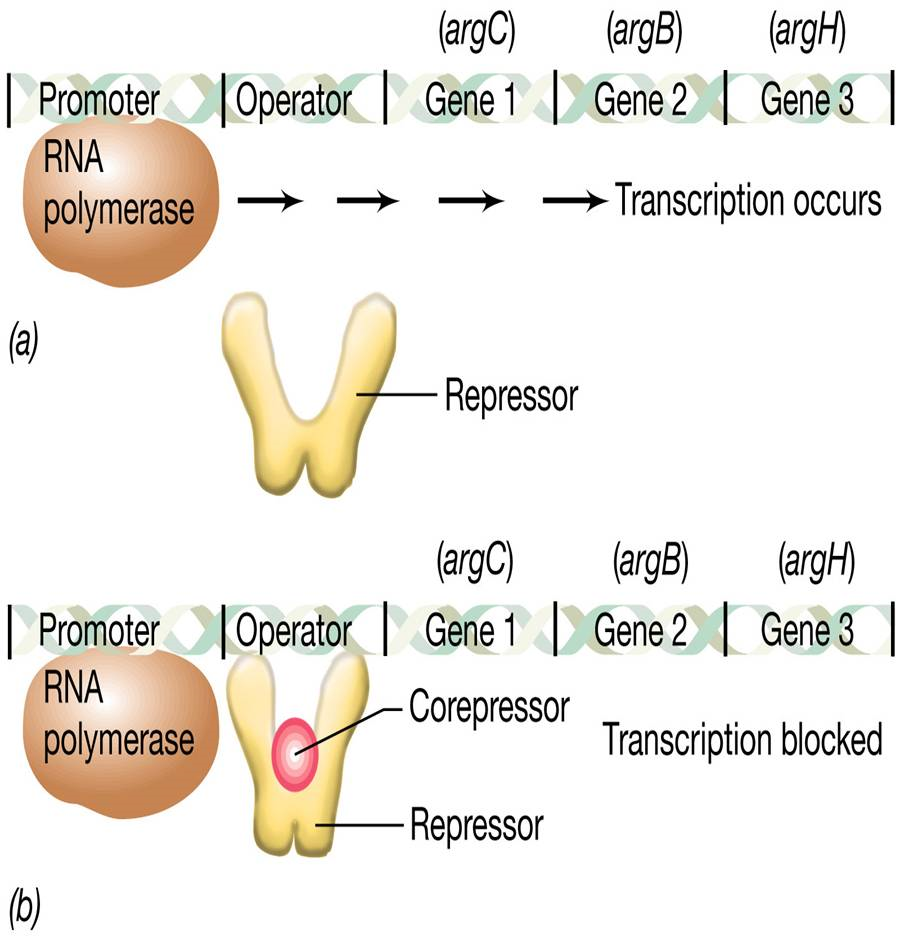 (argC) (argB) (argH)
Promoter Operator Gene 1 Gene 2 Gene 3
RNA
polymerase
Transcription occurs
(a)
Repressor
(argC) (argB) (argH)
Promoter Operator Gene 1 Gene 2 Gene 3
RNA
polymerase
Corepressor
Transcription blocked
Repressor
(b)